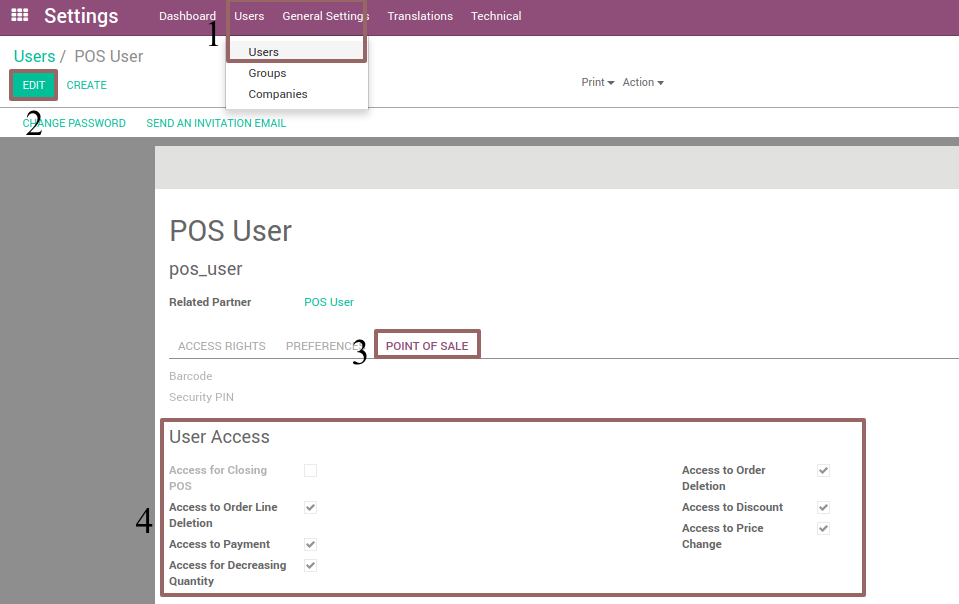 Settings Dashboard Users General Settings Translations Technical
1
Users
Groups
Companies
Users / POS User
EDIT CREATE
Print Action
2
CHANGE PASSWORD SEND AN INVITATION EMAIL
POS User
pos_user
Related Partner POS User
ACCESS RIGHTS PREFERENCES 3 POINT OF SALE
Barcode
Security PIN
User Access
4
Access for Closing
POS
Access to Order Line
Deletion
Access to Payment
Access for Decreasing
Quantity
Access to Order
Deletion
Access to Discount
Access to Price
Change